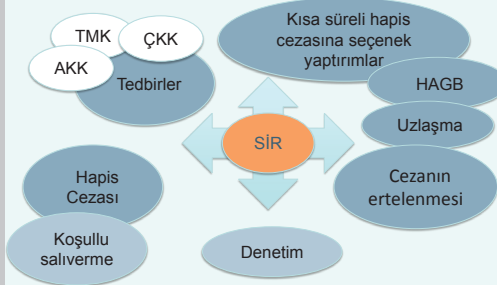 TMK
ÇKK
AKK
Tedbirler
Kısa süreli hapis
cezasına seçenek
yaptırımlar
HAGB
Uzlaşma
SİR
Cezanın
ertelenmesi
Hapis
Cezası
Koşullu
salıverme
Denetim